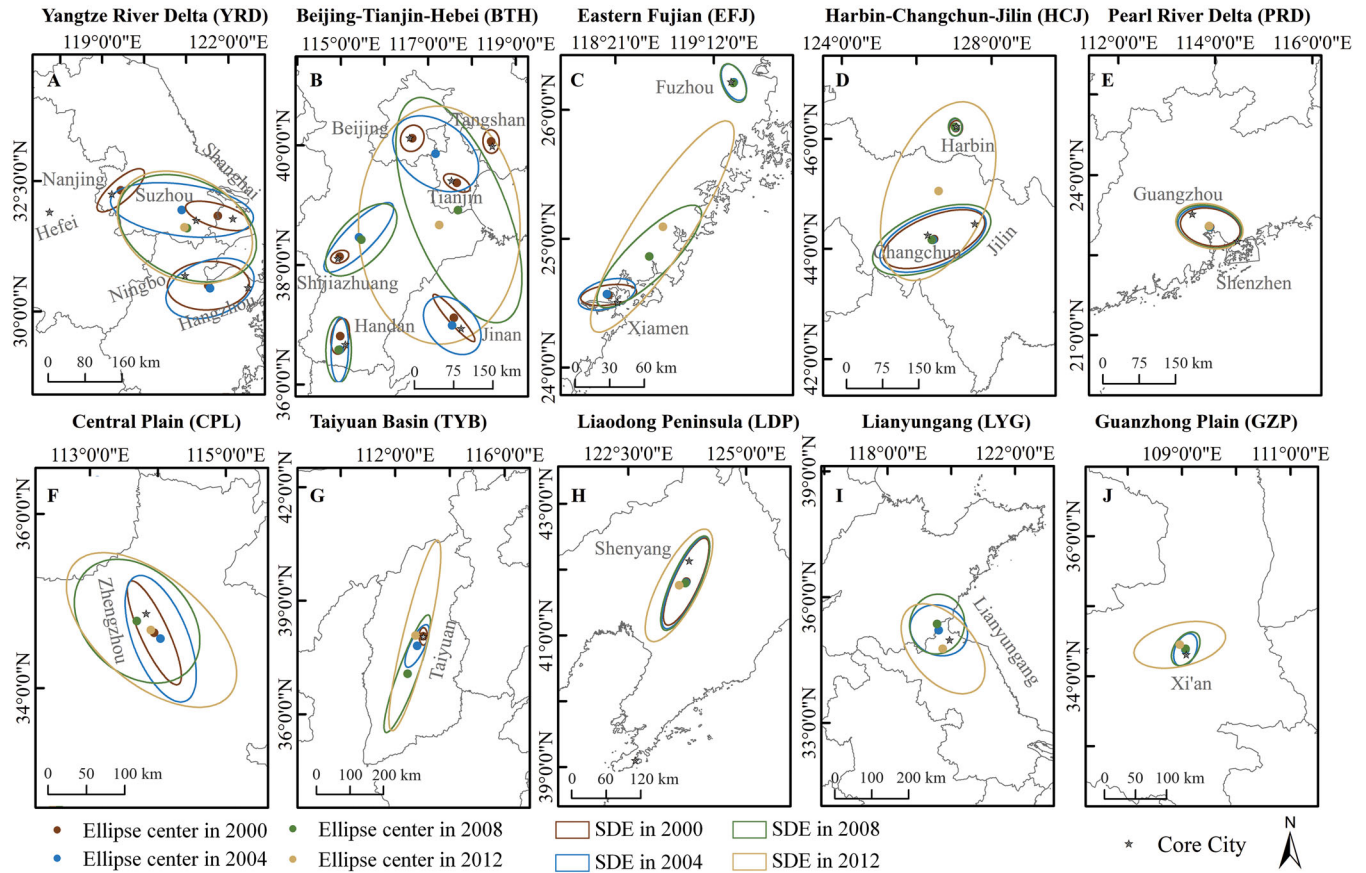 Yangtze River Delta (YRD)
Beijing-Tianjin-Hebei (BTH)
Eastern Fujian (EFJ)
Harbin-Changchun-Jilin (HCJ)
Pearl River Delta (PRD)
119°0'0"E 122°0'0"E
115°0'0"E 117°0'0"E 119°0'0"E
118°21'0"E 119°12'0"E
124°0'0"E 128°0'0"E
112°0'0"E 114°0'0"E 116°0'0"E
A
32°30'0"N
30°0'0"N
Nanjing
Hefei
Suzhou
Shanghai
Ningbo
Hangzhou
0 80 160 km
B
40°0'0"N
38°0'0"N
36°0'0"N
Beijing
Tangshan
Tianjin
Shijiazhuang
Handan
Jinan
0 75 150 km
C
26°0'0"N
25°0'0"N
24°0'0"N
Fuzhou
Xiamen
0 30 60 km
D
46°0'0"N
44°0'0"N
42°0'0"N
Harbin
Changchun
Jilin
0 75 150 km
E
24°0'0"N
21°0'0"N
Guangzhou
Shenzhen
0 75 150 km
Central Plain (CPL)
Taiyuan Basin (TYB)
Liaodong Peninsula (LDP)
Lianyungang (LYG)
Guanzhong Plain (GZP)
113°0'0"E 115°0'0"E
112°0'0"E 116°0'0"E
122°30'0"E 125°0'0"E
118°0'0"E 122°0'0"E
109°0'0"E 111°0'0"E
F
36°0'0"N
34°0'0"N
Zhengzhou
0 50 100 km
G
42°0'0"N
39°0'0"N
36°0'0"N
Taiyuan
0 100 200 km
H
43°0'0"N
41°0'0"N
39°0'0"N
Shenyang
0 60 120 km
I
39°0'0"N
36°0'0"N
33°0'0"N
Lianyungang
0 100 200 km
J
36°0'0"N
34°0'0"N
Xi'an
0 50 100 km
Ellipse center in 2000
Ellipse center in 2008
SDE in 2000
SDE in 2008
Ellipse center in 2004
Ellipse center in 2012
SDE in 2004
SDE in 2012
Core City
N